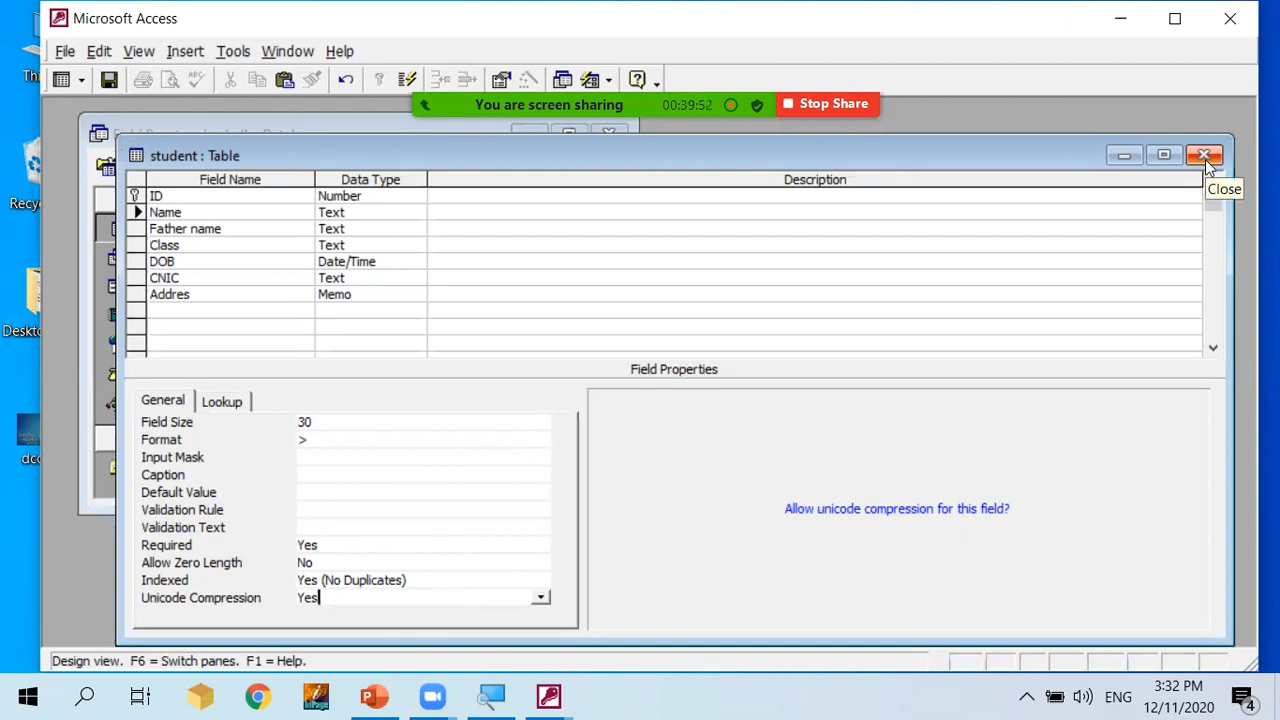 Microsoft Access
File Edit View Insert Tools Window Help
You are screen sharing 00:39:52 Stop Share
student : Table
Close
Field Name Data Type Description
ID Number
Name Text
Father name Text
Class Text
DOB Date/Time
CNIC Text
Addres Memo
Field Properties
General Lookup
Field Size 30
Format >
Input Mask
Caption
Default Value
Validation Rule
Validation Text
Required Yes
Allow Zero Length No
Indexed Yes (No Duplicates)
Unicode Compression Yes
Allow unicode compression for this field?
Design view. F6 = Switch panes. F1 = Help.
ENG
3:32 PM
12/11/2020
4